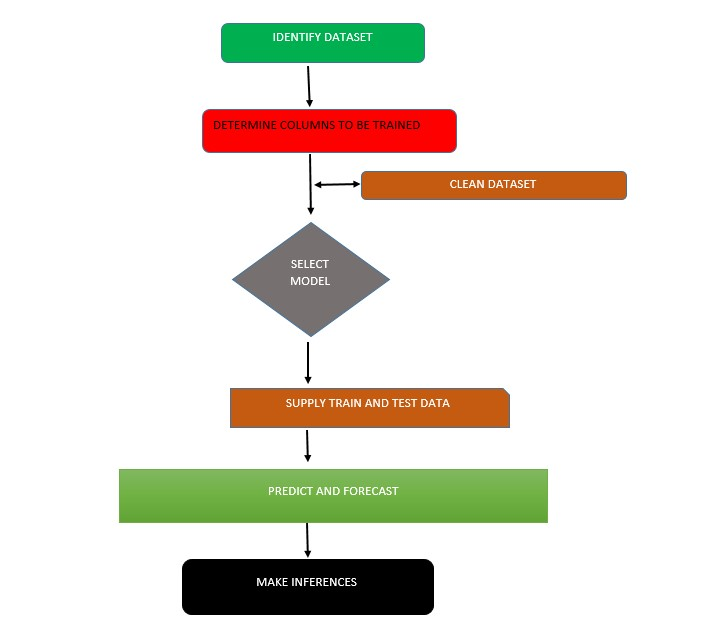 IDENTIFY DATASET
DETERMINE COLUMNS TO BE TRAINED
CLEAN DATASET
SELECT
MODEL
SUPPLY TRAIN AND TEST DATA
PREDICT AND FORECAST
MAKE INFERENCES